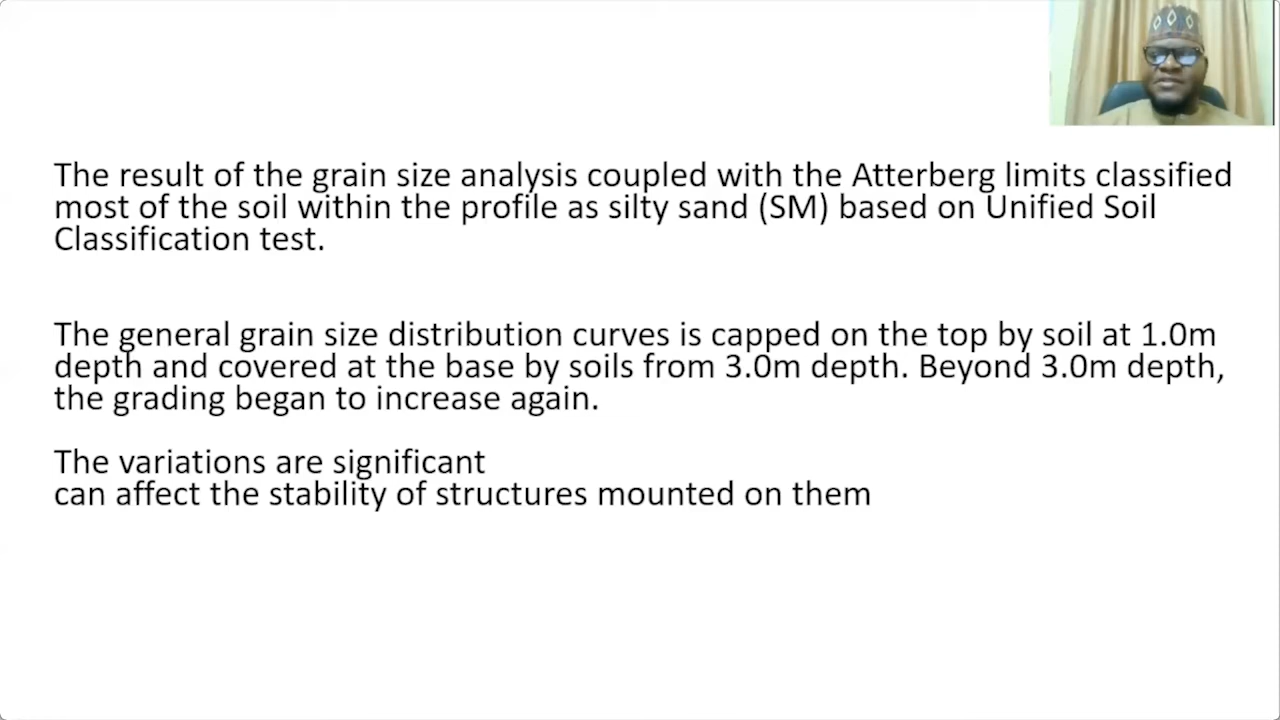 The result of the grain size analysis coupled with the Atterberg limits classified
most of the soil within the profile as silty sand (SM) based on Unified Soil
Classification test.
The general grain size distribution curves is capped on the top by soil at 1.0m
depth and covered at the base by soils from 3.0m depth. Beyond 3.0m depth,
the grading began to increase again.
The variations are significant
can affect the stability of structures mounted on them